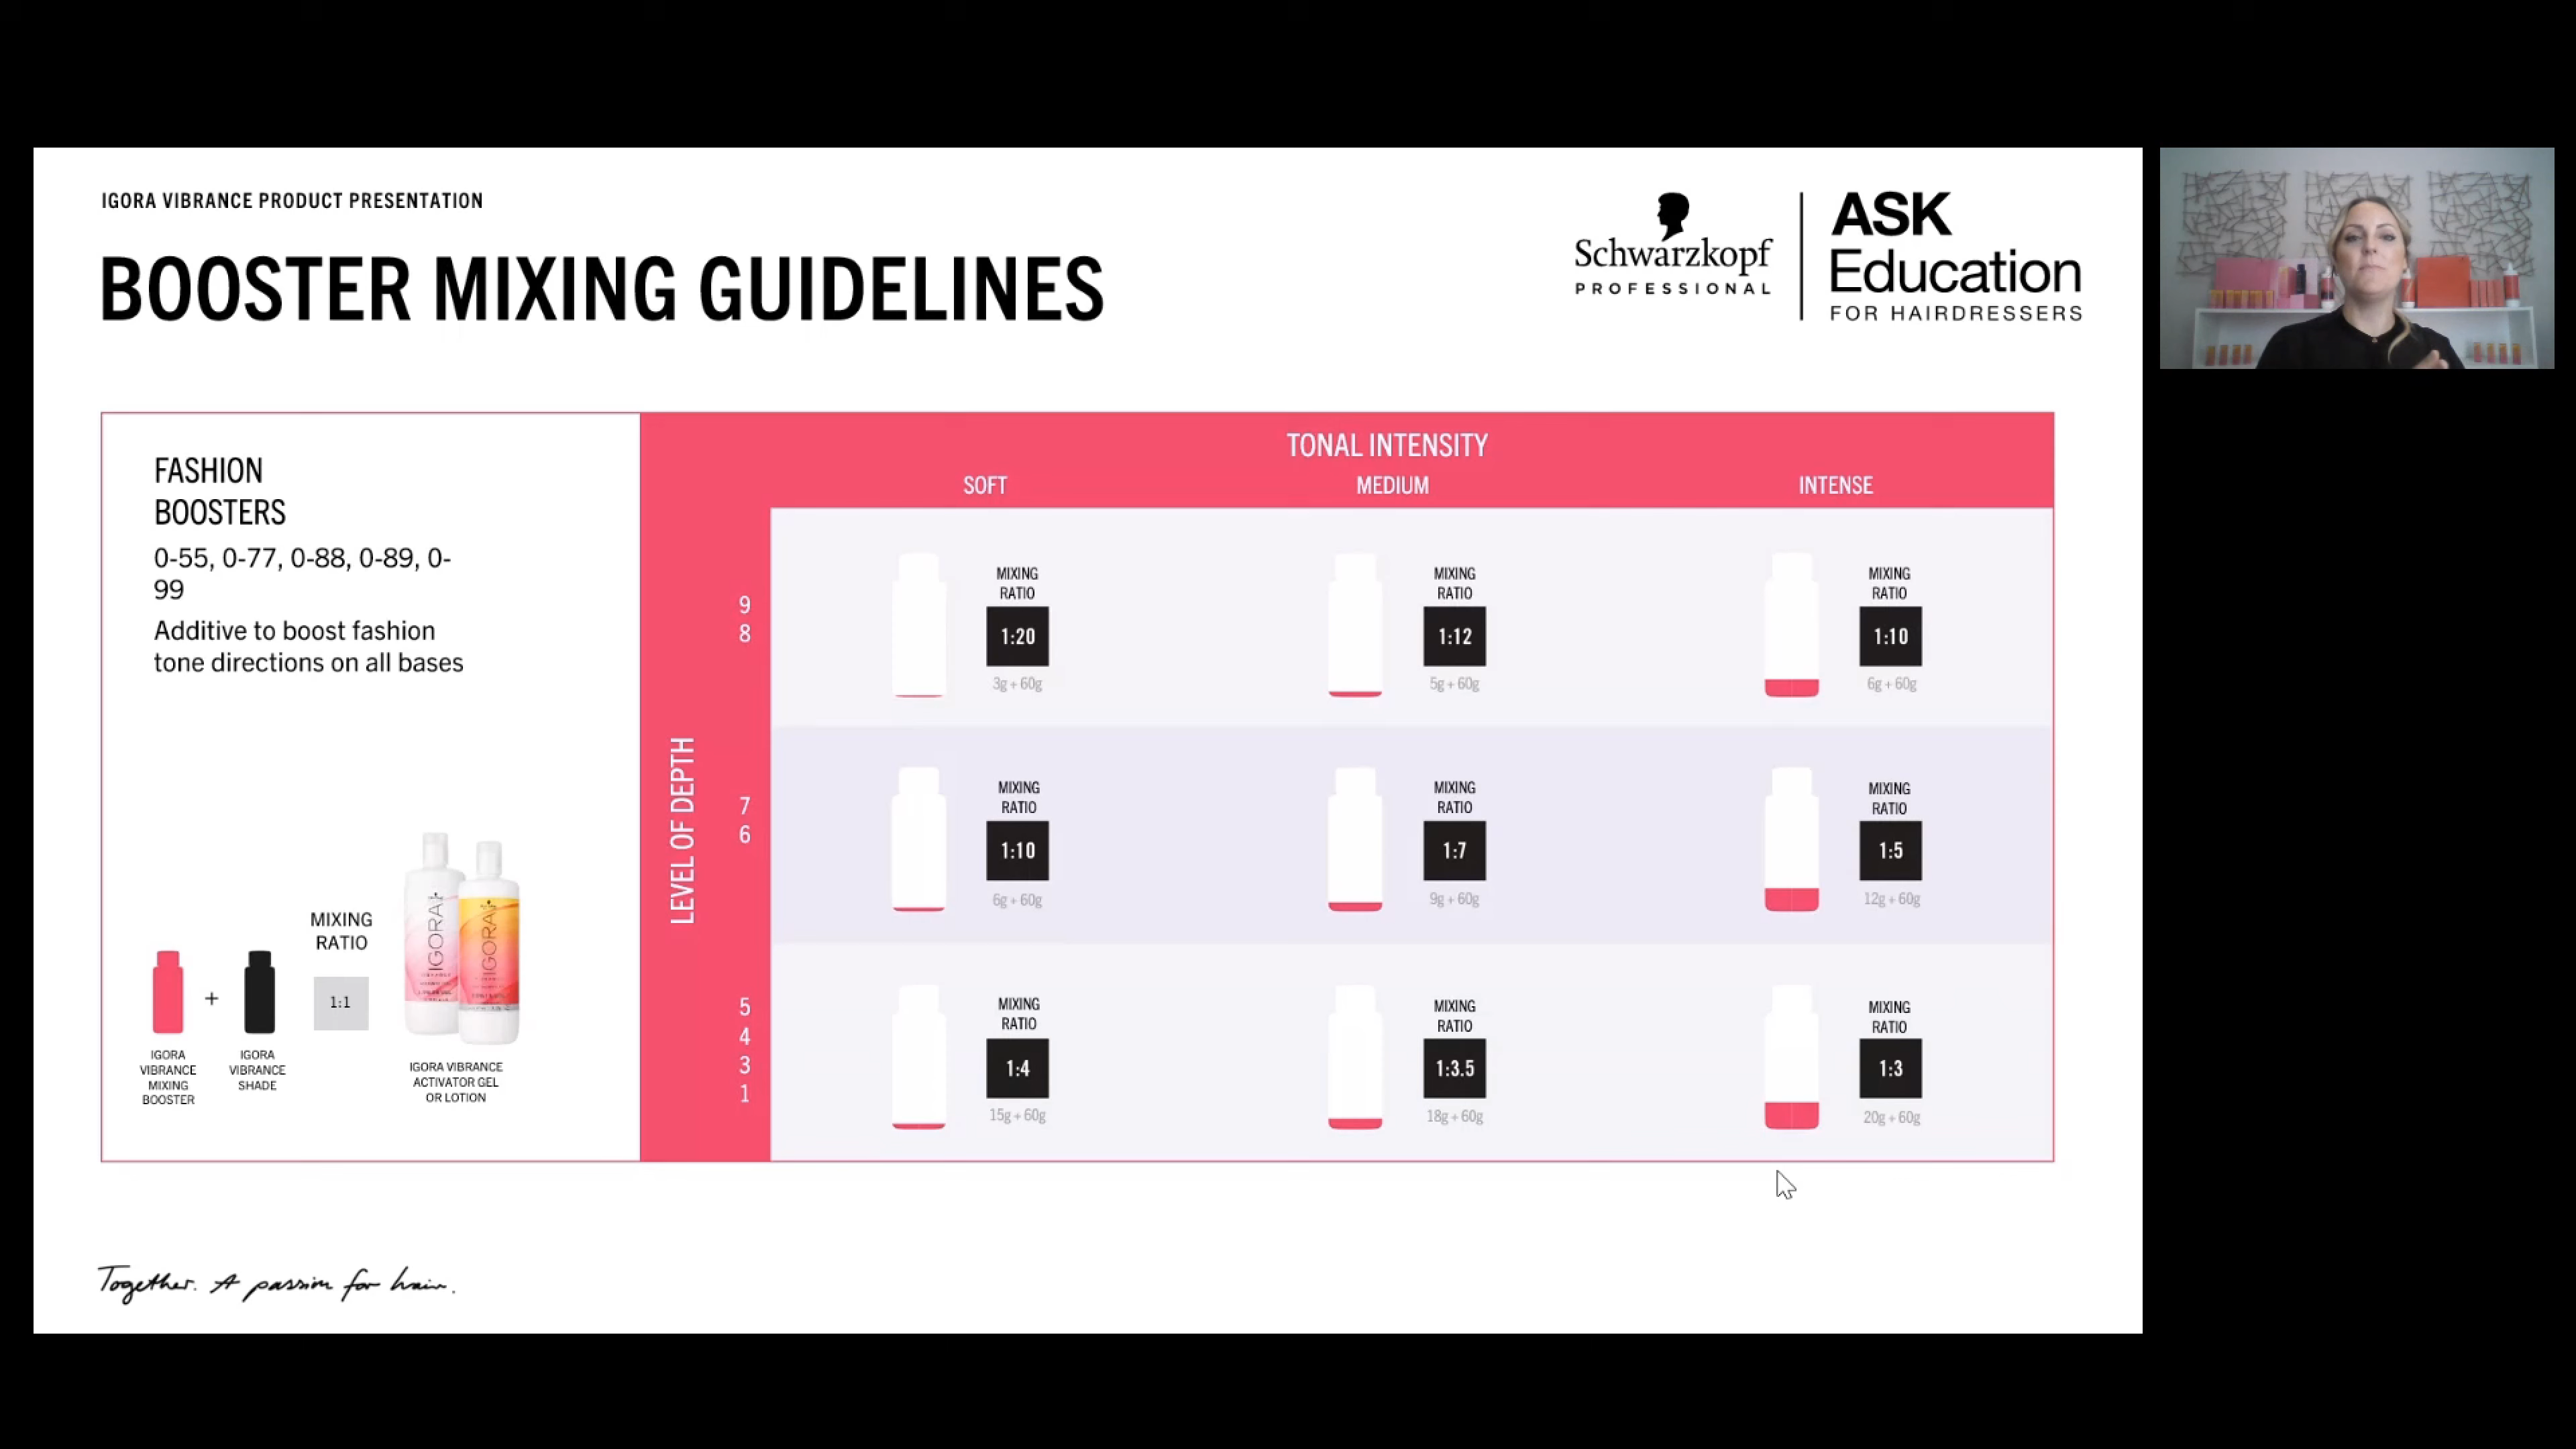 IGORA VIBRANCE PRODUCT PRESENTATION
BOOSTER MIXING GUIDELINES
Schwarzkopf
PROFESSIONAL
ASK
Education
FOR HAIRDRESSERS
FASHION
BOOSTERS
0-55, 0-77, 0-88, 0-89, 0-
99
Additive to boost fashion
tone directions on all bases
MIXING
RATIO
1:1
+
IGORA
VIBRANCE
MIXING
BOOSTER
IGORA
VIBRANCE
SHADE
IGORA
IGORA
IGORA VIBRANCE
ACTIVATOR GEL
OR LOTION
TONAL INTENSITY
SOFT MEDIUM INTENSE
LEVEL OF DEPTH
9
8
MIXING
RATIO
1:20
3g + 60g
MIXING
RATIO
1:12
5g + 60g
MIXING
RATIO
1:10
6g + 60g
7
6
MIXING
RATIO
1:10
6g + 60g
MIXING
RATIO
1:7
9g + 60g
MIXING
RATIO
1:5
12g + 60g
5
4
3
1
MIXING
RATIO
1:4
15g + 60g
MIXING
RATIO
1:3.5
18g + 60g
MIXING
RATIO
1:3
20g + 60g
Together. A passion for hair.